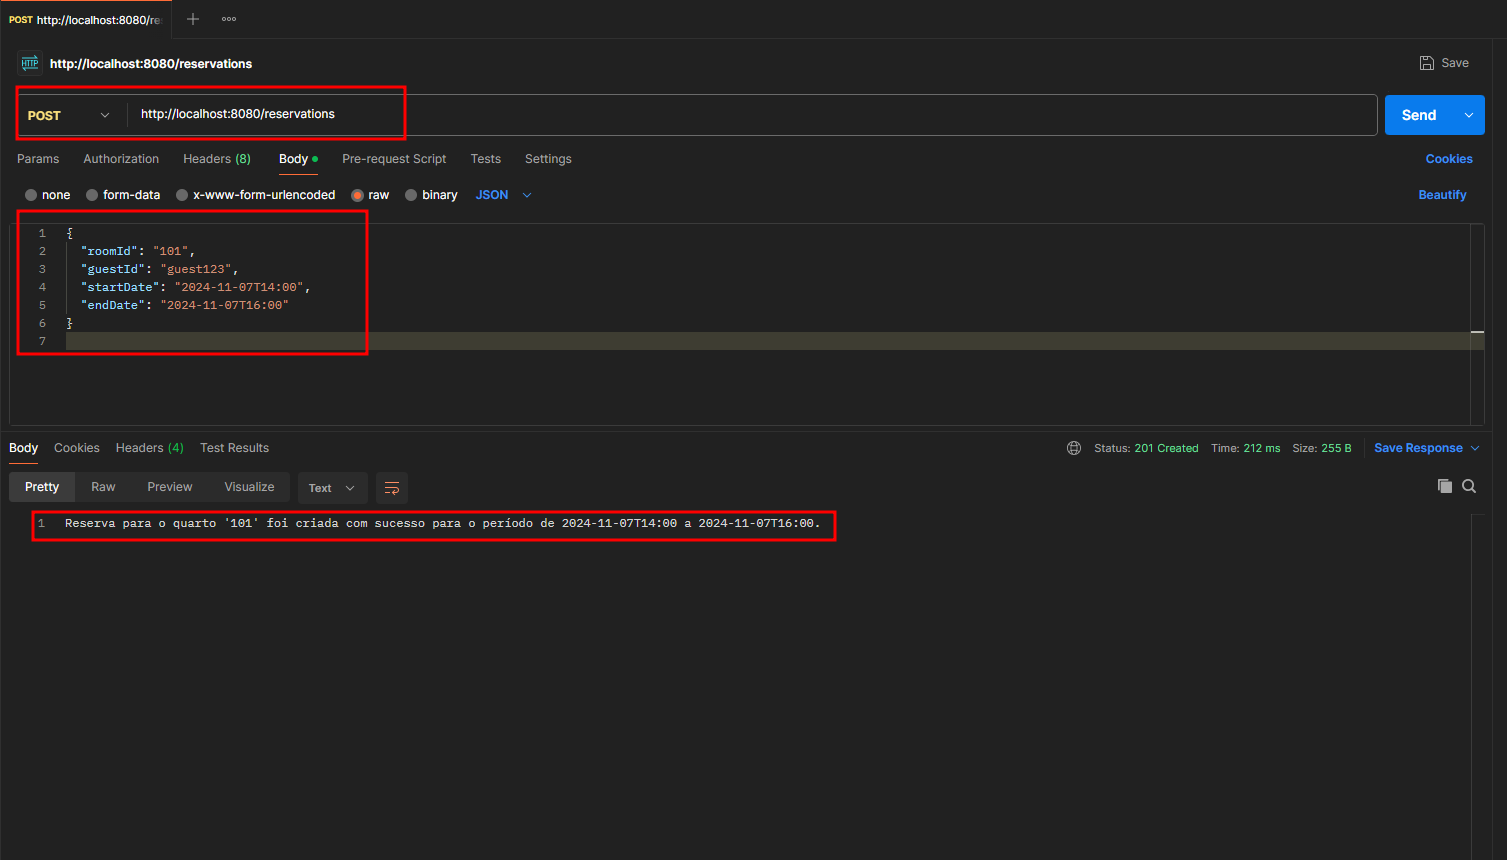 POST http://localhost:8080/re
HTTP http://localhost:8080/reservations
Save
POST http://localhost:8080/reservations
Send
Params Authorization Headers (8) Body Pre-request Script Tests Settings Cookies
none form-data x-www-form-urlencoded raw binary JSON Beautify
1 {
2 "roomId": "101",
3 "guestId": "guest123",
4 "startDate": "2024-11-07T14:00",
5 "endDate": "2024-11-07T16:00"
6 }
7
Body Cookies Headers (4) Test Results Status: 201 Created Time: 212 ms Size: 255 B Save Response
Pretty Raw Preview Visualize Text
1 Reserva para o quarto '101' foi criada com sucesso para o período de 2024-11-07T14:00 a 2024-11-07T16:00.